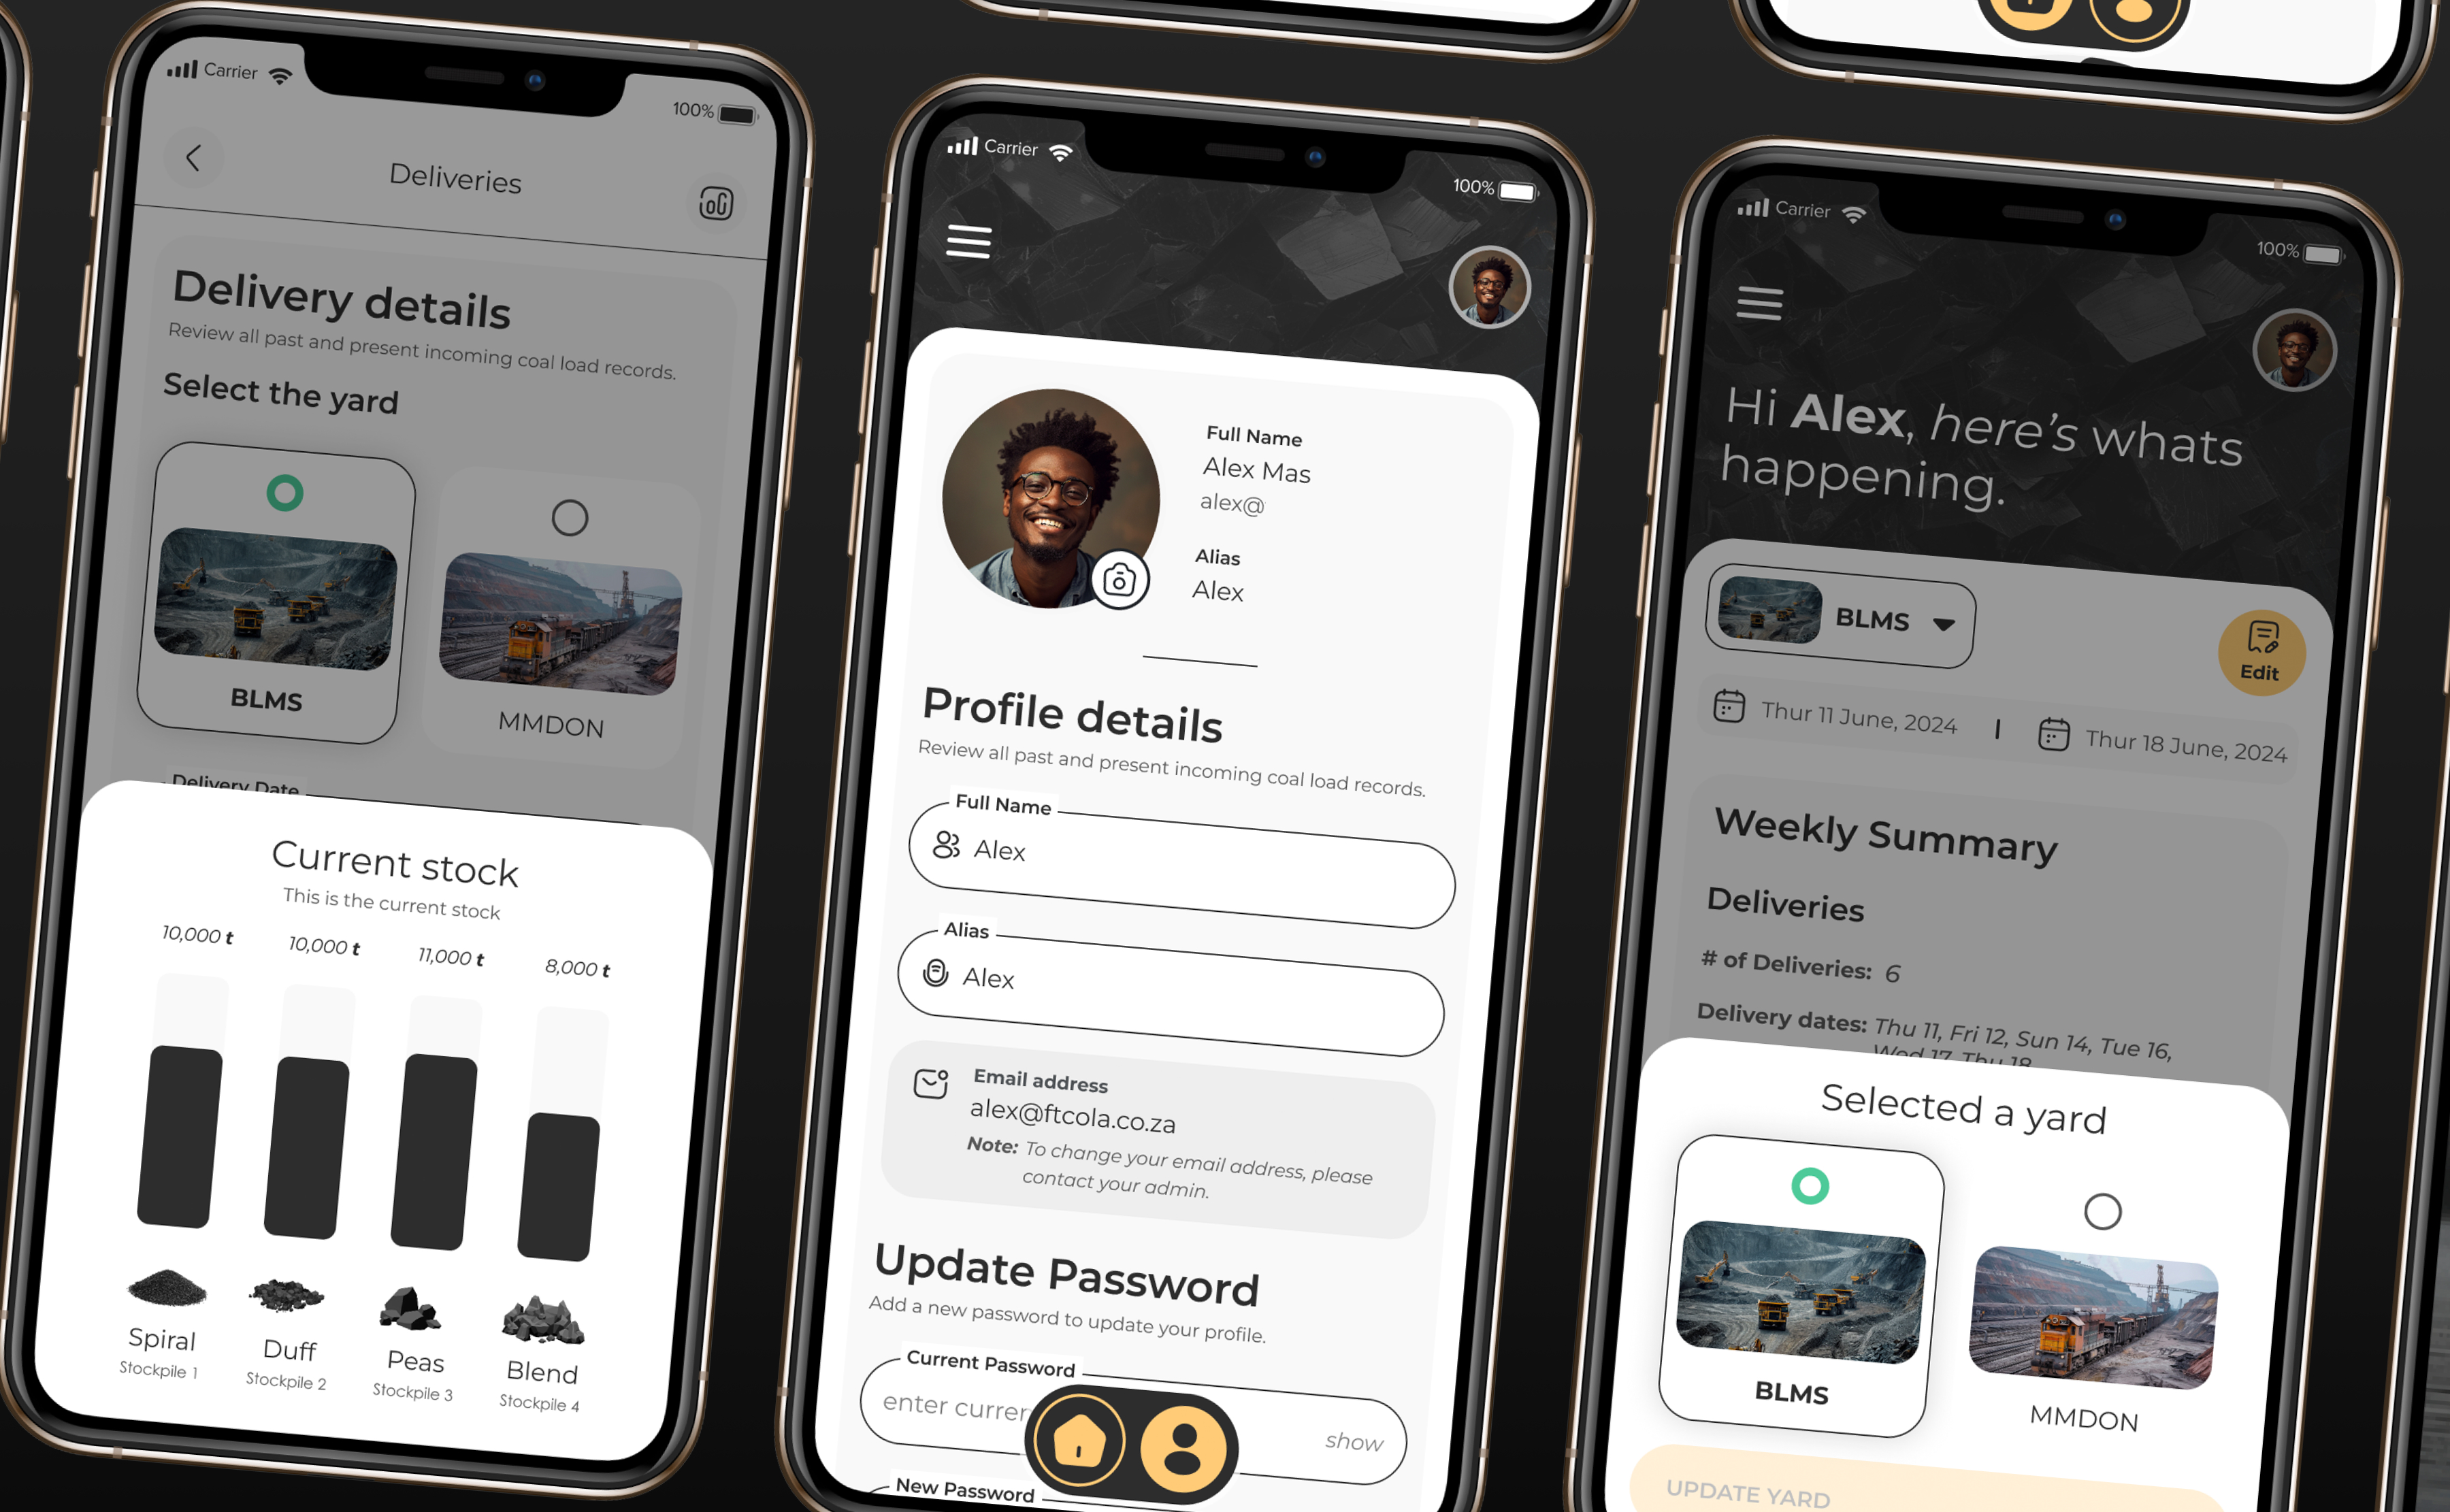 Carrier
100%
Deliveries
Delivery details
Review all past and present incoming coal load records.
Select the yard
BLMS
MMDON
Delivery Date
Current stock
This is the current stock
10,000 t
10,000 t
11,000 t
8,000 t
Spiral
Stockpile 1
Duff
Stockpile 2
Peas
Stockpile 3
Blend
Stockpile 4
Carrier
100%
Full Name
Alex Mas
alex@
Alias
Alex
Profile details
Review all past and present incoming coal load records.
Full Name
Alex
Alias
Alex
Email address
alex@ftcola.co.za
Note: To change your email address, please
contact your admin.
Update Password
Add a new password to update your profile.
Current Password
enter curren
show
New Password
Carrier
100%
Hi Alex, here's whats
happening.
BLMS
Edit
Thur 11 June, 2024
Thur 18 June, 2024
Weekly Summary
Deliveries
# of Deliveries: 6
Delivery dates: Thu 11, Fri 12, Sun 14, Tue 16,
Wed 17, Thu 18
Selected a yard
BLMS
MMDON
UPDATE YARD